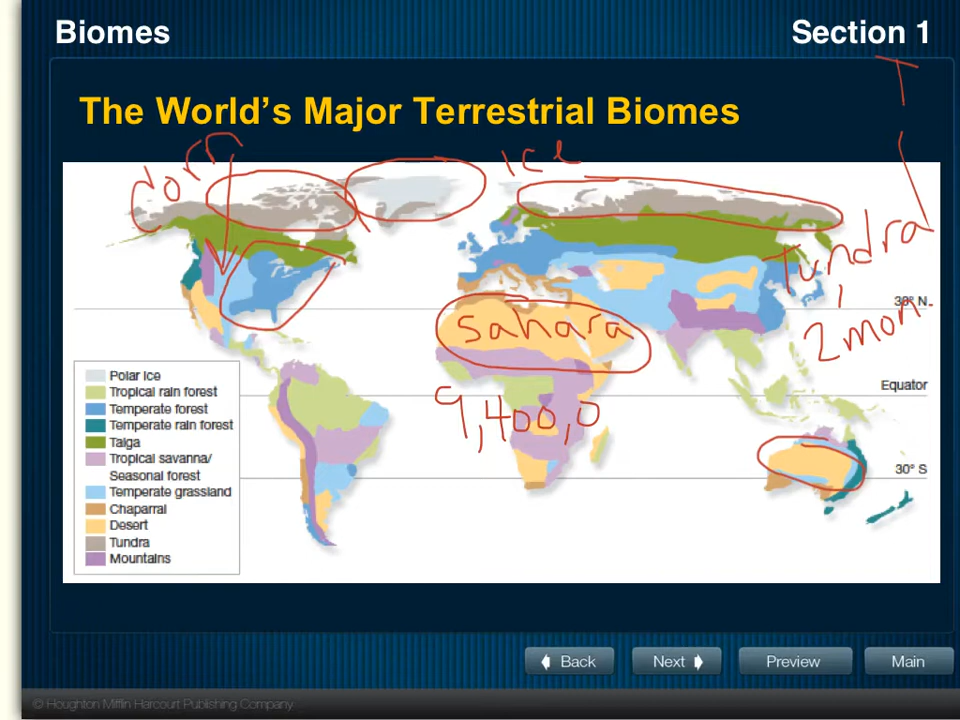 Biomes
Section 1
The World's Major Terrestrial Biomes
Ice
Tundra
2 mon.
30° N
Sahara
9,400,0
Equator
30° S
Polar Ice
Tropical rain forest
Temperate forest
Temperate rain forest
Taiga
Tropical savanna/
Seasonal forest
Temperate grassland
Chaparral
Desert
Tundra
Mountains
Back
Next
Preview
Main
© Houghton Mifflin Harcourt Publishing Company